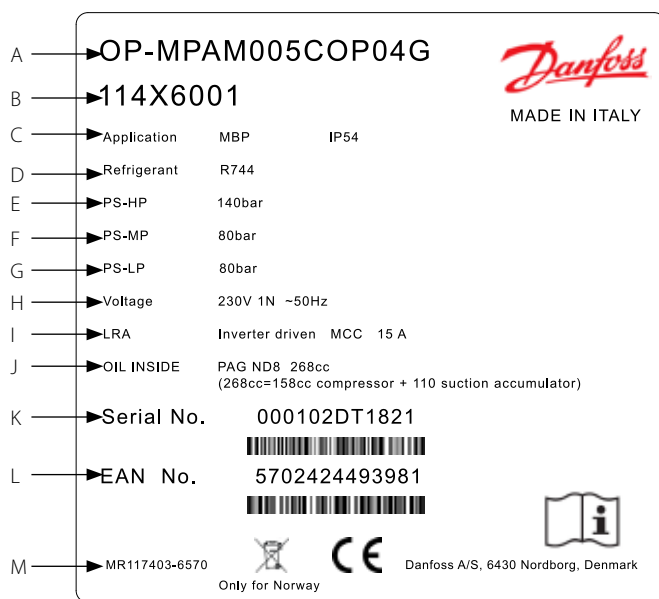 A OP-MPAM005COP04G Danfoss
B 114X6001 MADE IN ITALY
C Application MBP IP54
D Refrigerant R744
E PS-HP 140bar
F PS-MP 80bar
G PS-LP 80bar
H Voltage 230V 1N ~50Hz
I LRA Inverter driven MCC 15 A
J OIL INSIDE PAG ND8 268cc
(268cc=158cc compressor + 110 suction accumulator)
K Serial No. 000102DT1821
L EAN No. 5702424493981
i
M MR117403-6570 CE Danfoss A/S, 6430 Nordborg, Denmark
Only for Norway